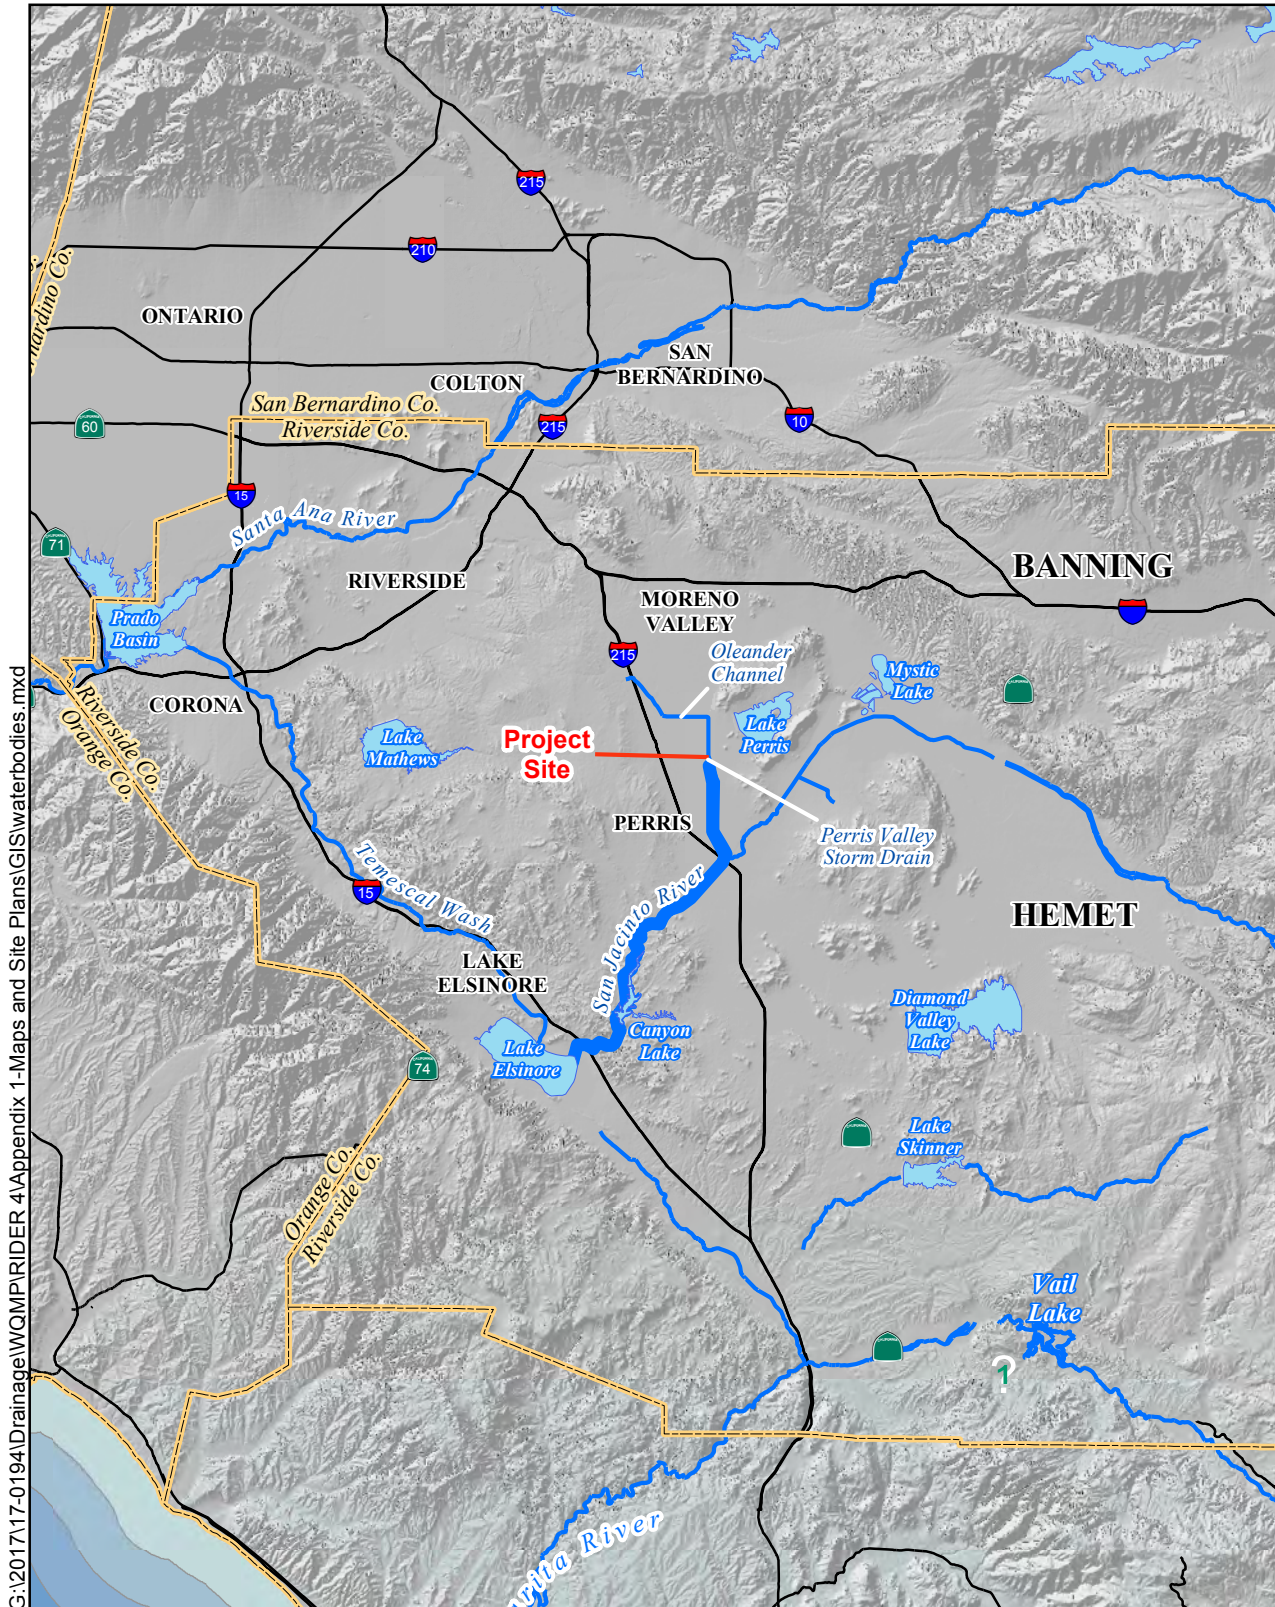 215
210
nardino Co.
ONTARIO
SAN
BERNARDINO
COLTON
San Bernardino Co.
Riverside Co.
60
215
10
15
Santa Ana River
71
BANNING
RIVERSIDE
MORENO
VALLEY
Prado
Basin
215
Oleander
Channel
Mystic
Lake
Riverside Co.
Orange Co.
CORONA
Lake
Mathews
Project
Site
Lake
Perris
PERRIS
Perris Valley
Storm Drain
Temescal Wash
15
San Jacinto River
HEMET
LAKE
ELSINORE
Diamond
Valley
Lake
Canyon
Lake
Lake
Elsinore
74
Lake
Skinner
Orange Co.
Riverside Co.
Vail
Lake
?
1
arita River
G:\2017\17-0194\Drainage\WQMP\RIDER 4\Appendix 1-Maps and Site Plans\GIS\waterbodies.mxd